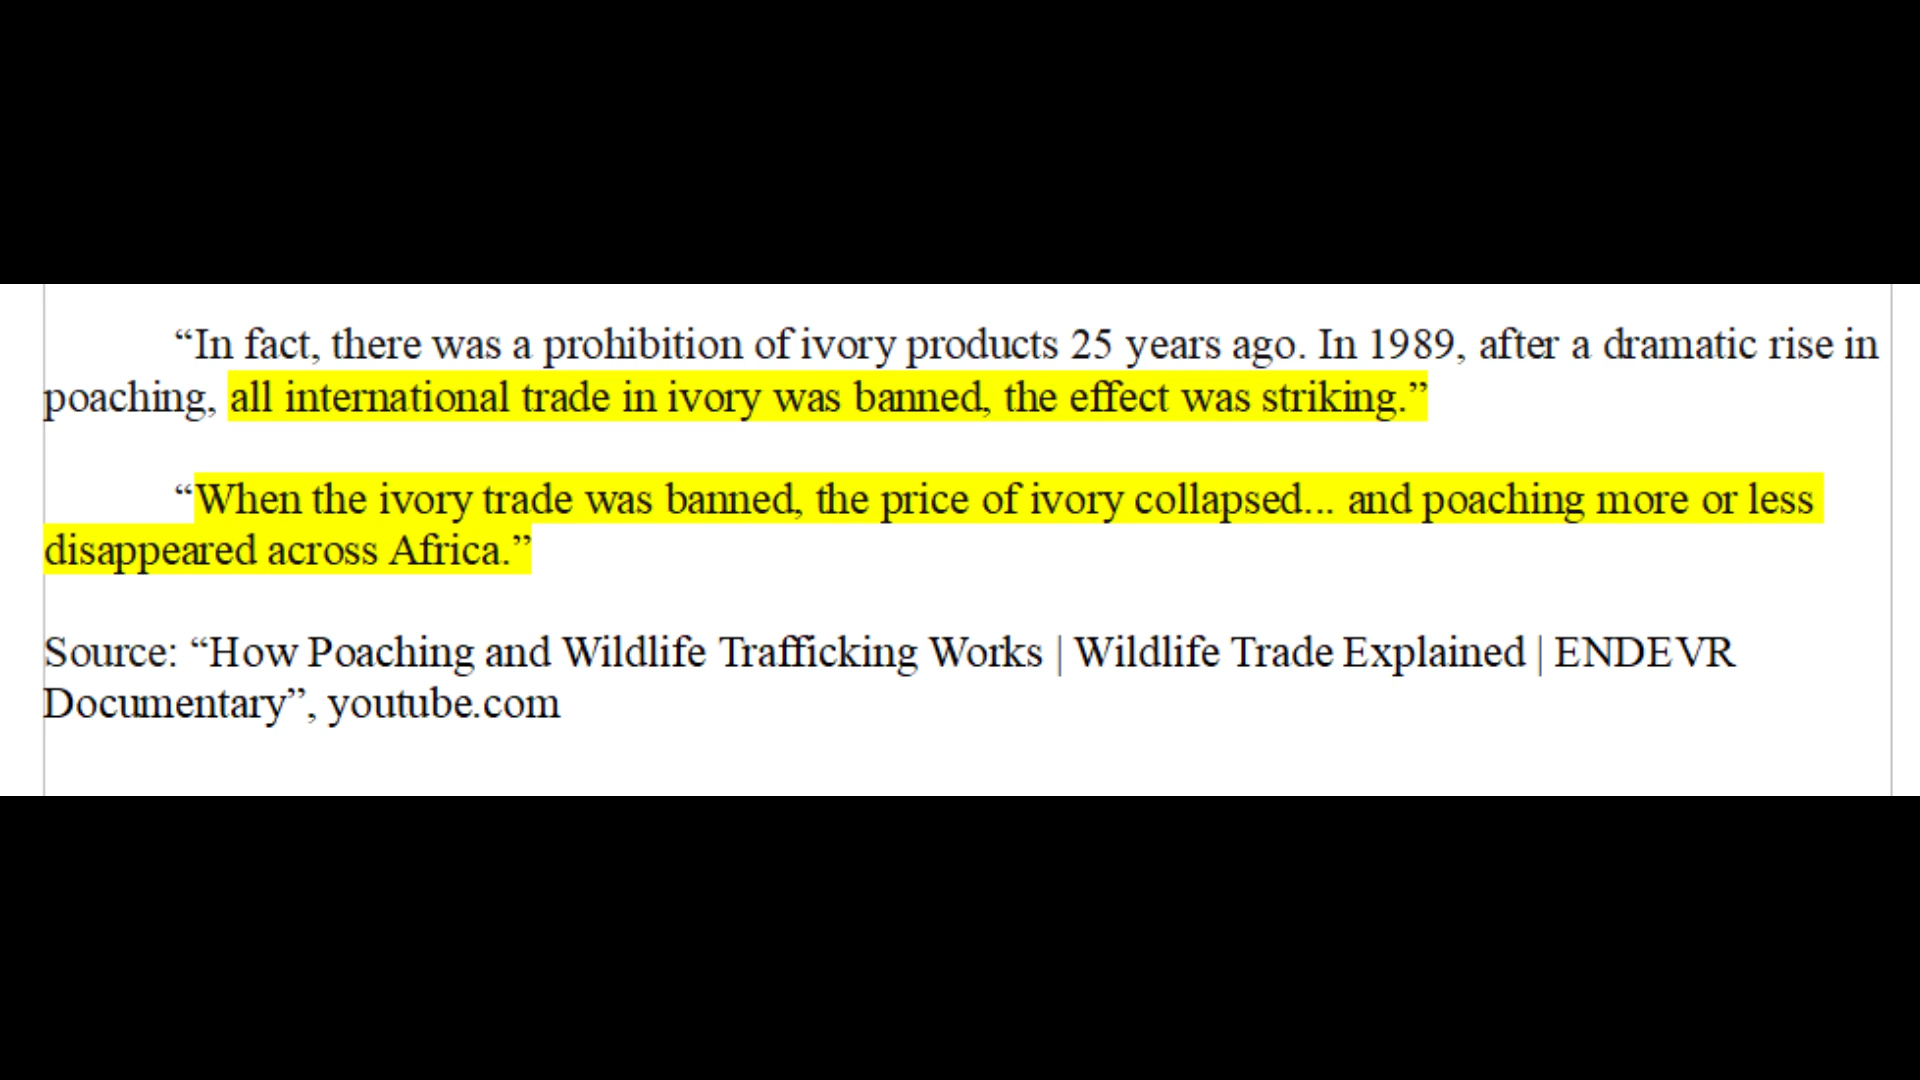 “In fact, there was a prohibition of ivory products 25 years ago. In 1989, after a dramatic rise in
poaching, all international trade in ivory was banned, the effect was striking.”
“When the ivory trade was banned, the price of ivory collapsed... and poaching more or less
disappeared across Africa.”
Source: “How Poaching and Wildlife Trafficking Works | Wildlife Trade Explained | ENDEVR
Documentary”, youtube.com